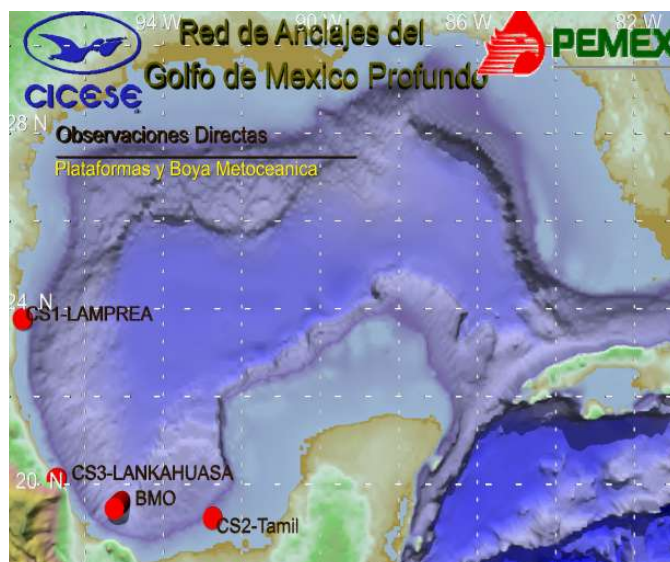 94 W
90 W
86 W
82 W
Red de Anclajes del
Golfo de Mexico Profundo
CICESE
PEMEX
28 N
Observaciones Directas
Plataformas y Boya Metoceanica
24 N
CS1-LAMPREA
CS3-LANKAHUASA
20 N
BMO
CS2-Tamil